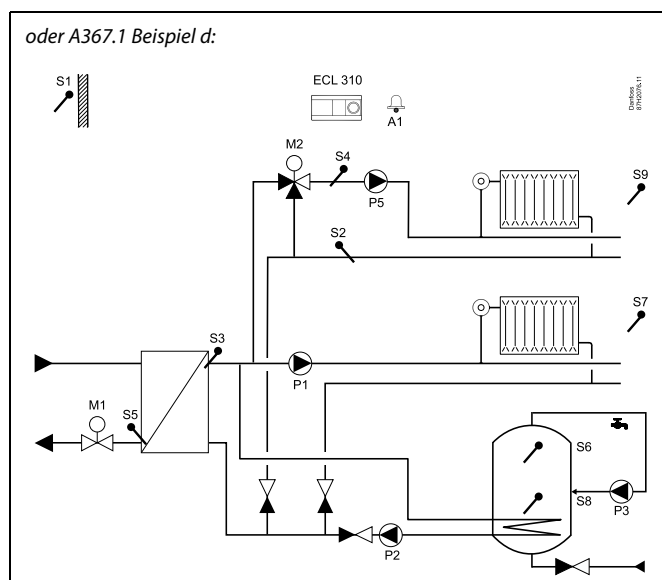 oder A367.1 Beispiel d:
S1
ECL 310
A1
Danfoss
87H2076.11
M2
S4
P5
S9
S2
S7
S3
P1
M1
S5
S6
S8
P3
P2